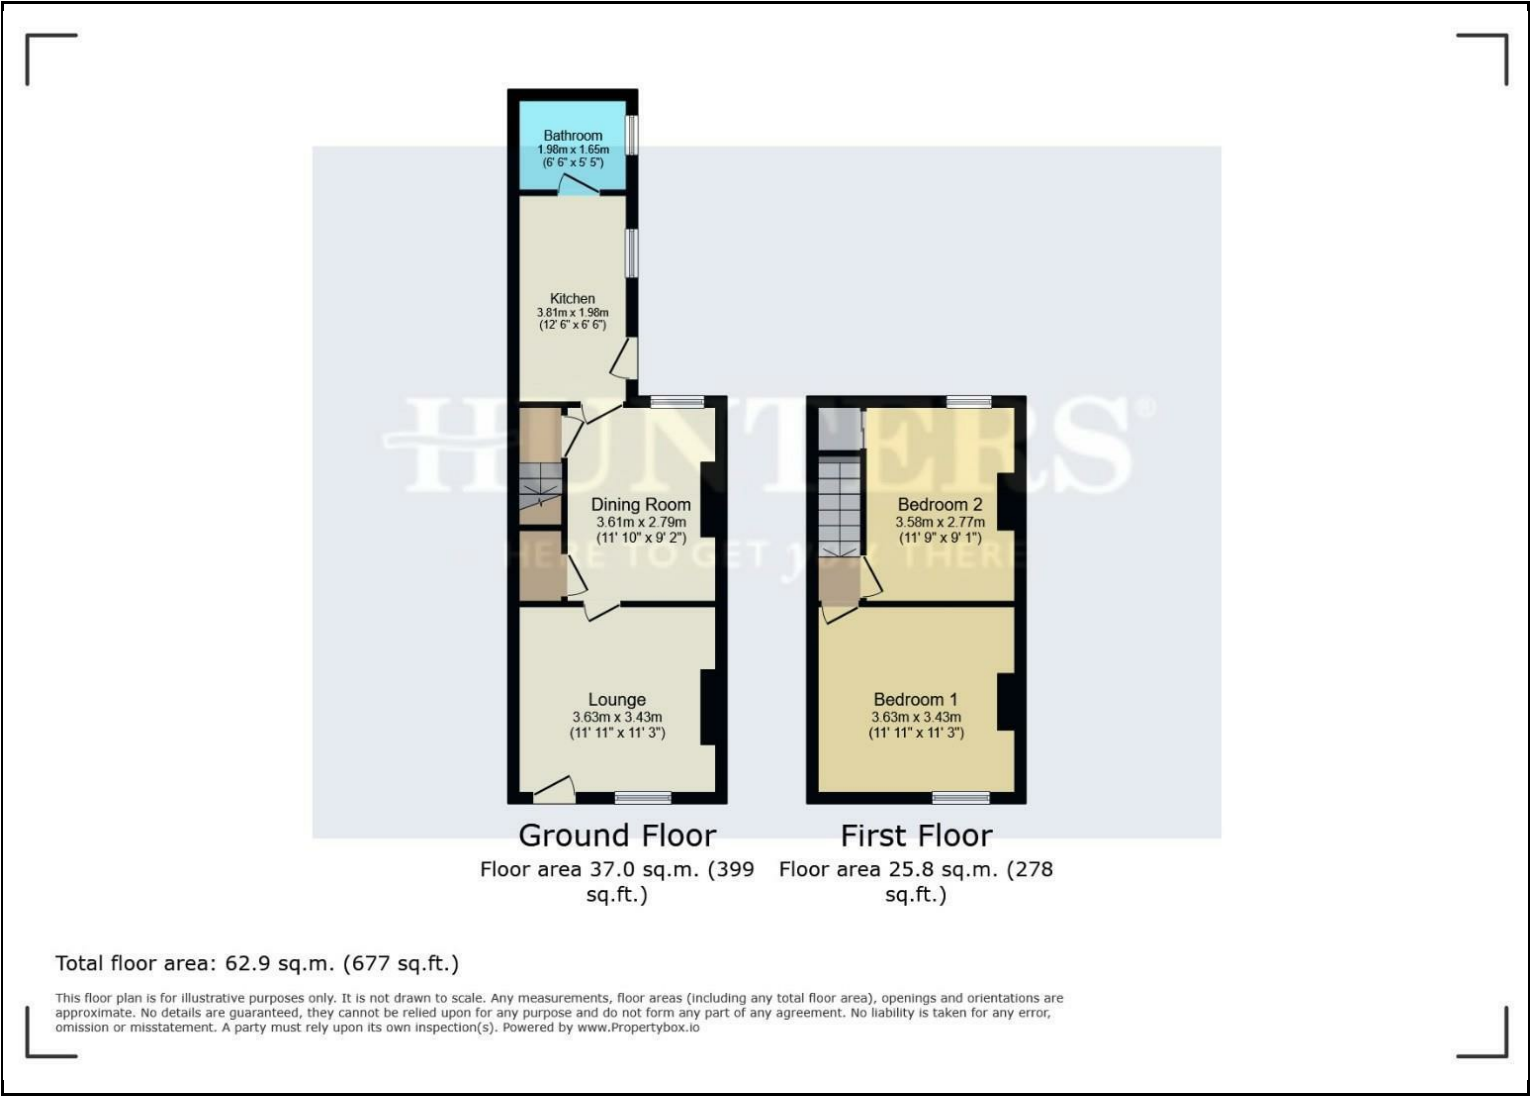 Bathroom
1.98m x 1.65m
(6' 6" x 5' 5")
Kitchen
3.81m x 1.98m
(12' 6" x 6' 6")
HUNTERS®
HERE TO GET you THERE
Dining Room
3.61m x 2.79m
(11' 10" x 9' 2")
Bedroom 2
3.58m x 2.77m
(11' 9" x 9' 1")
Lounge
3.63m x 3.43m
(11' 11" x 11' 3")
Bedroom 1
3.63m x 3.43m
(11' 11" x 11' 3")
Ground Floor
Floor area 37.0 sq.m. (399
sq.ft.)
First Floor
Floor area 25.8 sq.m. (278
sq.ft.)
Total floor area: 62.9 sq.m. (677 sq.ft.)
This floor plan is for illustrative purposes only. It is not drawn to scale. Any measurements, floor areas (including any total floor area), openings and orientations are
approximate. No details are guaranteed, they cannot be relied upon for any purpose and do not form any part of any agreement. No liability is taken for any error,
omission or misstatement. A party must rely upon its own inspection(s). Powered by www.Propertybox.io